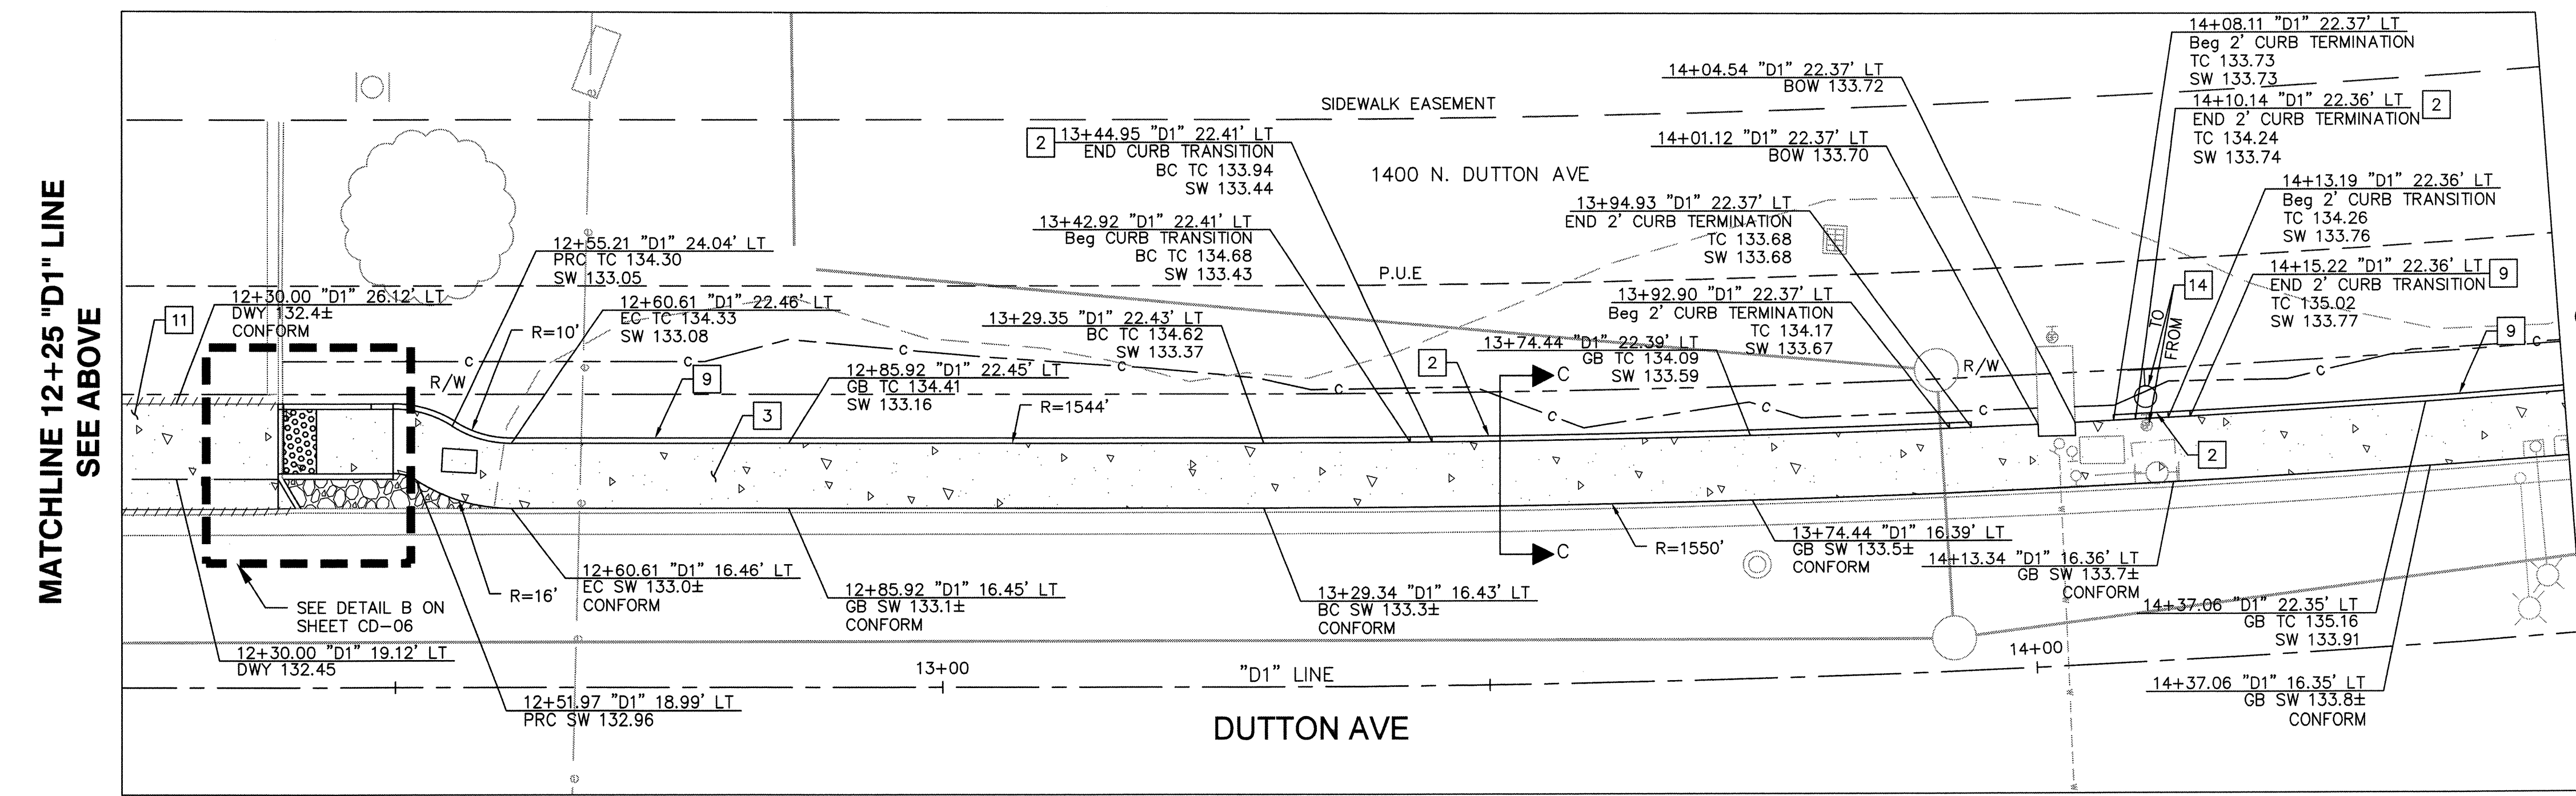 MATCHLINE 12+25 "D1" LINE
SEE ABOVE
SIDEWALK EASEMENT
1400 N. DUTTON AVE
P.U.E
14+08.11 "D1" 22.37' LT
Beg 2' CURB TERMINATION
TC 133.73
SW 133.73
14+10.14 "D1" 22.36' LT
2
END 2' CURB TERMINATION
TC 134.24
SW 133.74
14+13.19 "D1" 22.36' LT
Beg 2' CURB TRANSITION
TC 134.26
SW 133.76
14+15.22 "D1" 22.36' LT
9
END 2' CURB TRANSITION
TC 135.02
SW 133.77
14+04.54 "D1" 22.37' LT
BOW 133.72
14+01.12 "D1" 22.37' LT
BOW 133.70
13+94.93 "D1" 22.37' LT
END 2' CURB TERMINATION
TC 133.68
SW 133.68
13+92.90 "D1" 22.37' LT
Beg 2' CURB TERMINATION
TC 134.17
SW 133.67
13+74.44 "D1" 22.39' LT
GB TC 134.09
SW 133.59
2
13+44.95 "D1" 22.41' LT
END CURB TRANSITION
BC TC 133.94
SW 133.44
13+42.92 "D1" 22.41' LT
Beg CURB TRANSITION
BC TC 134.68
SW 133.43
13+29.35 "D1" 22.43' LT
BC TC 134.62
SW 133.37
12+55.21 "D1" 24.04' LT
PRC TC 134.30
SW 133.05
12+60.61 "D1" 22.46' LT
EC TC 134.33
SW 133.08
12+85.92 "D1" 22.45' LT
GB TC 134.41
SW 133.16
12+30.00 "D1" 26.12' LT
DWY 132.4±
CONFORM
11
R=10'
R/W
C
C
C
C
C
C
C
C
C
C
9
3
R=1544'
2
C
C
R/W
14
TO
FROM
9
2
SEE DETAIL B ON
SHEET CD-06
R=16'
12+30.00 "D1" 19.12' LT
DWY 132.45
12+51.97 "D1" 18.99' LT
PRC SW 132.96
12+60.61 "D1" 16.46' LT
EC SW 133.0±
CONFORM
12+85.92 "D1" 16.45' LT
GB SW 133.1±
CONFORM
13+29.34 "D1" 16.43' LT
BC SW 133.3±
CONFORM
R=1550'
13+74.44 "D1" 16.39' LT
GB SW 133.5±
CONFORM
14+13.34 "D1" 16.36' LT
GB SW 133.7±
CONFORM
14+37.06 "D1" 22.35' LT
GB TC 135.16
SW 133.91
14+37.06 "D1" 16.35' LT
GB SW 133.8±
CONFORM
13+00
"D1" LINE
14+00
DUTTON AVE